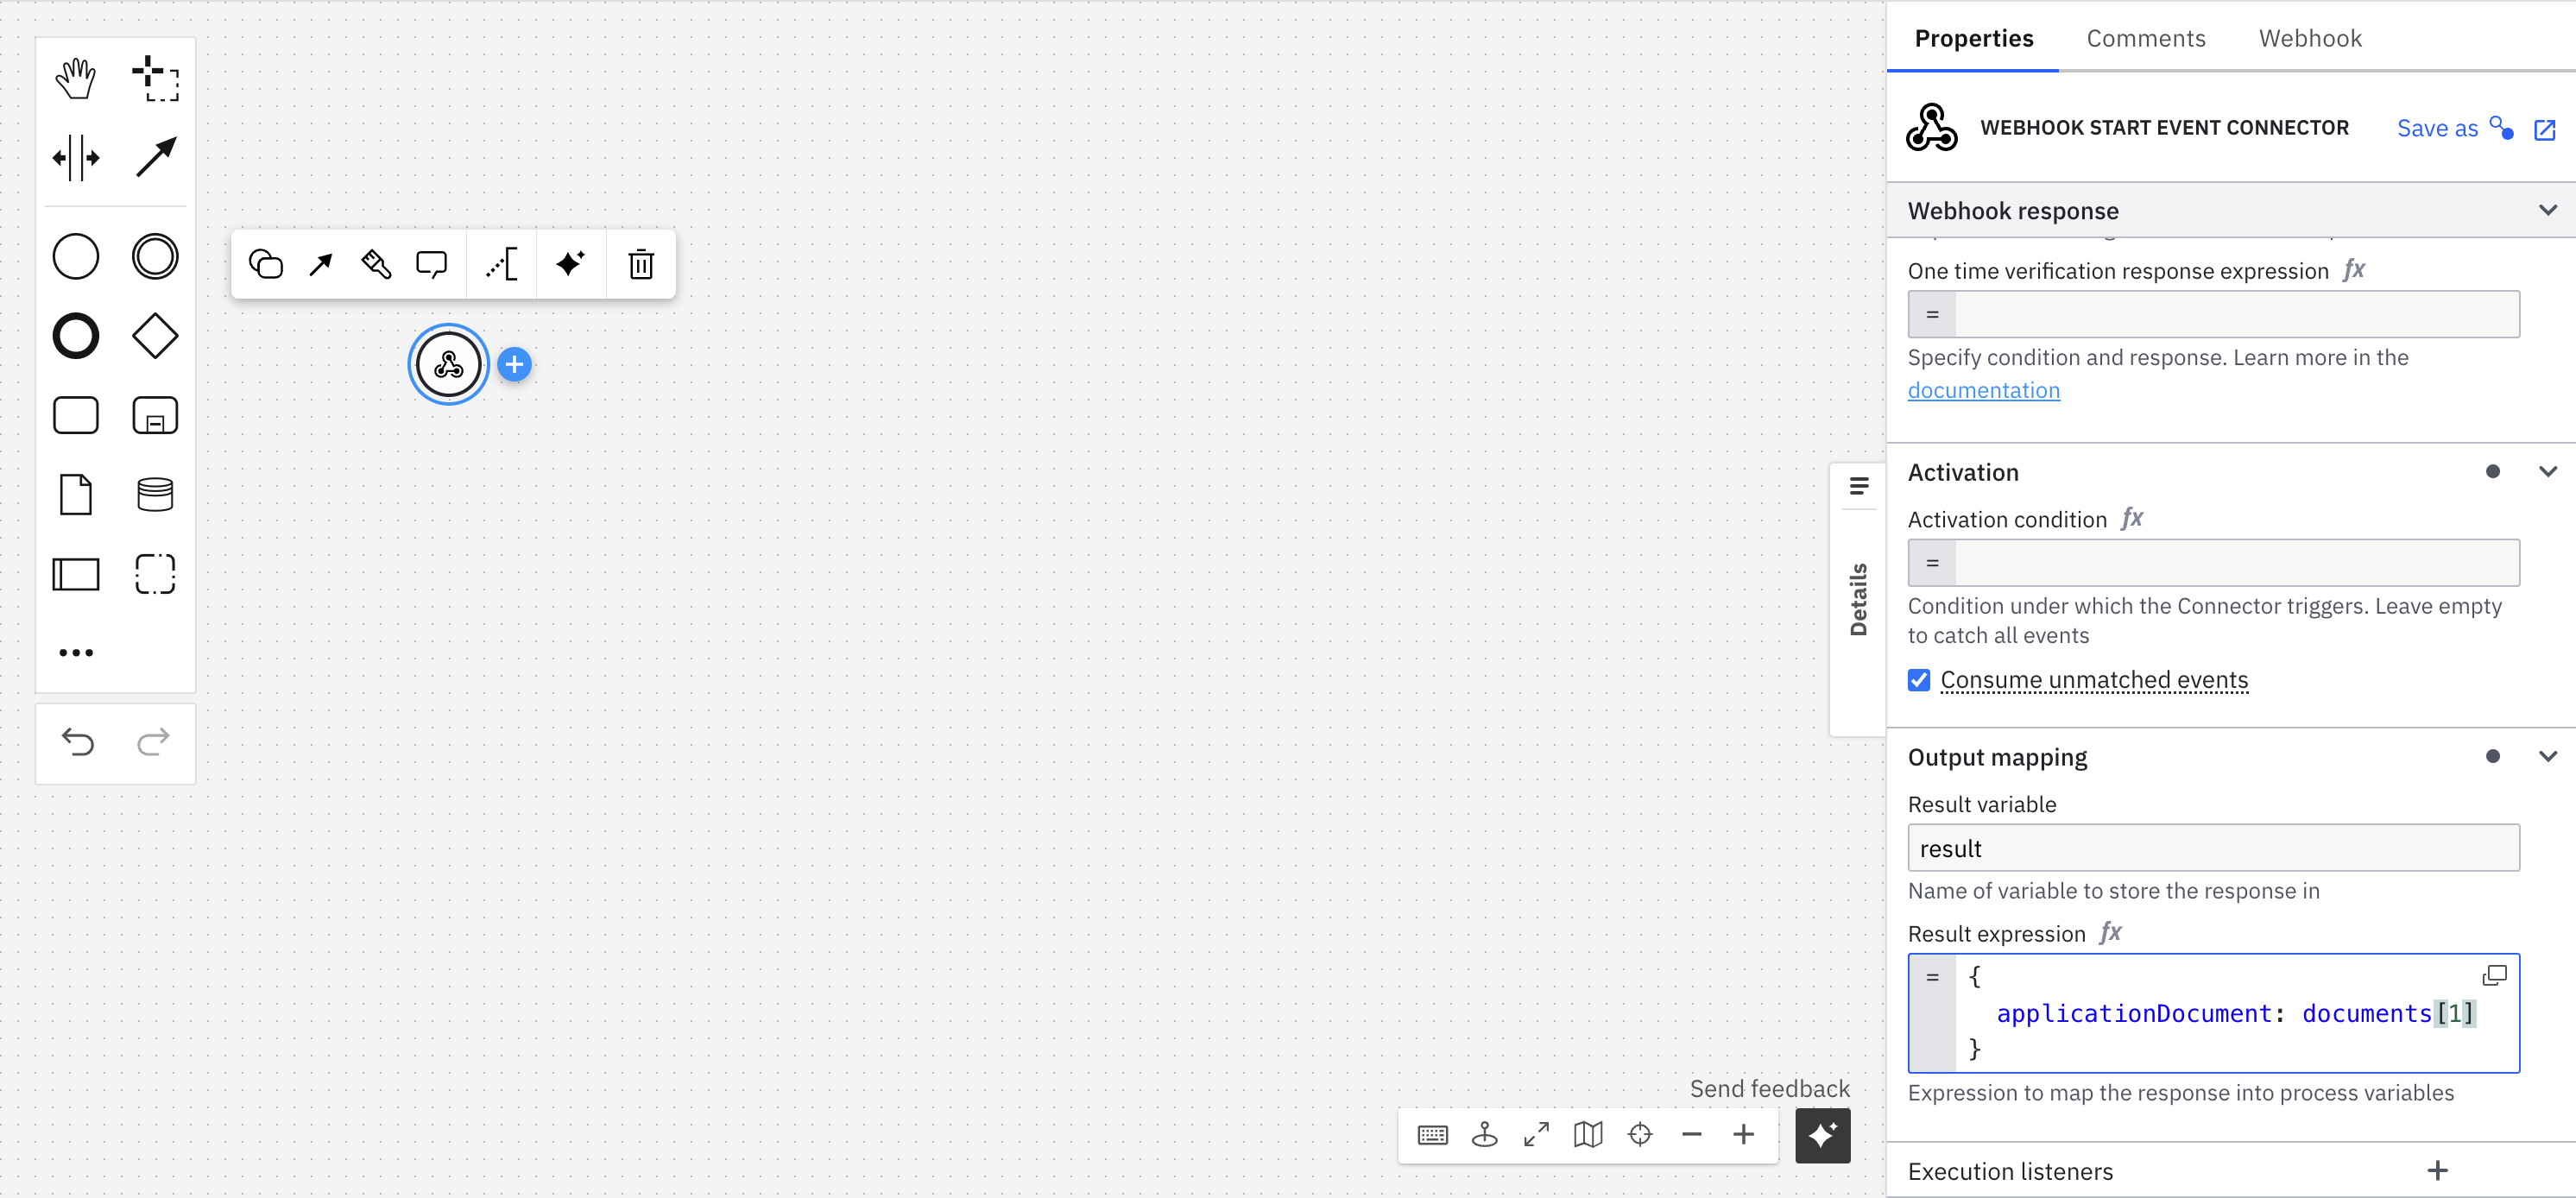 Properties
Comments
Webhook
WEBHOOK START EVENT CONNECTOR
Save as
Webhook response
One time verification response expression fx
=
Specify condition and response. Learn more in the
documentation
Activation
Activation condition fx
=
Condition under which the Connector triggers. Leave empty
to catch all events
Consume unmatched events
Output mapping
Result variable
result
Name of variable to store the response in
Result expression fx
= {
applicationDocument: documents[1]
}
Expression to map the response into process variables
Execution listeners
Details
Send feedback